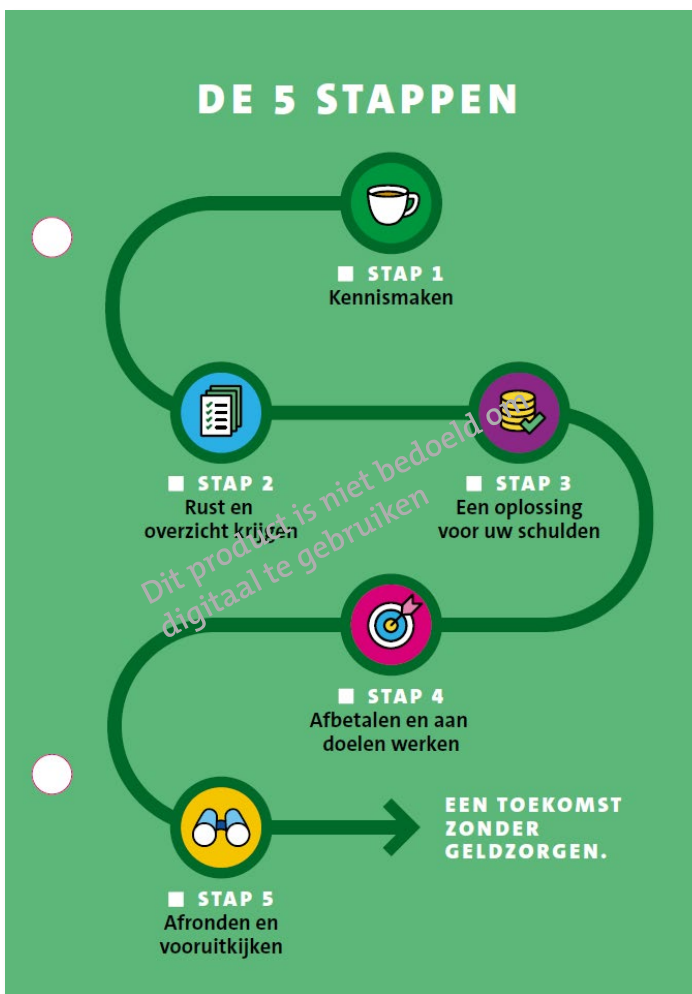 DE 5 STAPPEN
STAP 1
Kennismaken
STAP 2
Rust en
overzicht krijgen
STAP 3
Een oplossing
voor uw schulden
Dit product is niet bedoeld om
digitaal te gebruiken
STAP 4
Afbetalen en aan
doelen werken
STAP 5
Afronden en
vooruitkijken
EEN TOEKOMST
ZONDER
GELDZORGEN.